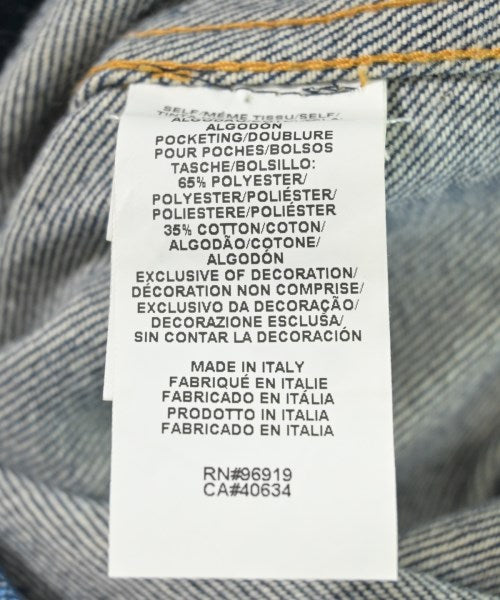 SELF/MÊME TISSU/SELF/
ALGODÓN
POCKETING/DOUBLURE
POUR POCHES/BOLSOS
TASCHE/BOLSILLO:
65% POLYESTER/
POLYESTER/POLIÉSTER/
POLIESTERE/POLIÉSTER
35% COTTON/COTON/
ALGODÃO/COTONE/
ALGODÓN
EXCLUSIVE OF DECORATION/
DÉCORATION NON COMPRISE/
EXCLUSIVO DA DECORAÇÃO/
DECORAZIONE ESCLUSA/
SIN CONTAR LA DECORACIÓN
MADE IN ITALY
FABRIQUÉ EN ITALIE
FABRICADO EN ITÁLIA
PRODOTTO IN ITALIA
FABRICADO EN ITALIA
RN#96919
CA#40634